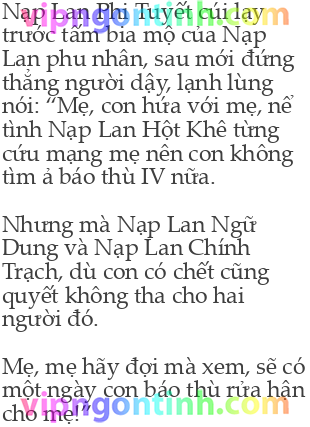 Nạp Lan Phi Tuyết cúi lạy
trước tấm bia mộ của Nạp
Lan phu nhân, sau mới đứng
thẳng người dậy, lạnh lùng
nói: “Mẹ, con hứa với mẹ, nể
tình Nạp Lan Hột Khê từng
cứu mạng mẹ nên con không
tìm ả báo thù IV nữa.
Nhưng mà Nạp Lan Ngữ
Dung và Nạp Lan Chính
Trạch, dù con có chết cũng
quyết không tha cho hai
người đó.
Mẹ, mẹ hãy đợi mà xem, sẽ có
một ngày con báo thù rửa hận
cho mẹ!”
vipngontinh.com
vipngontinh.com